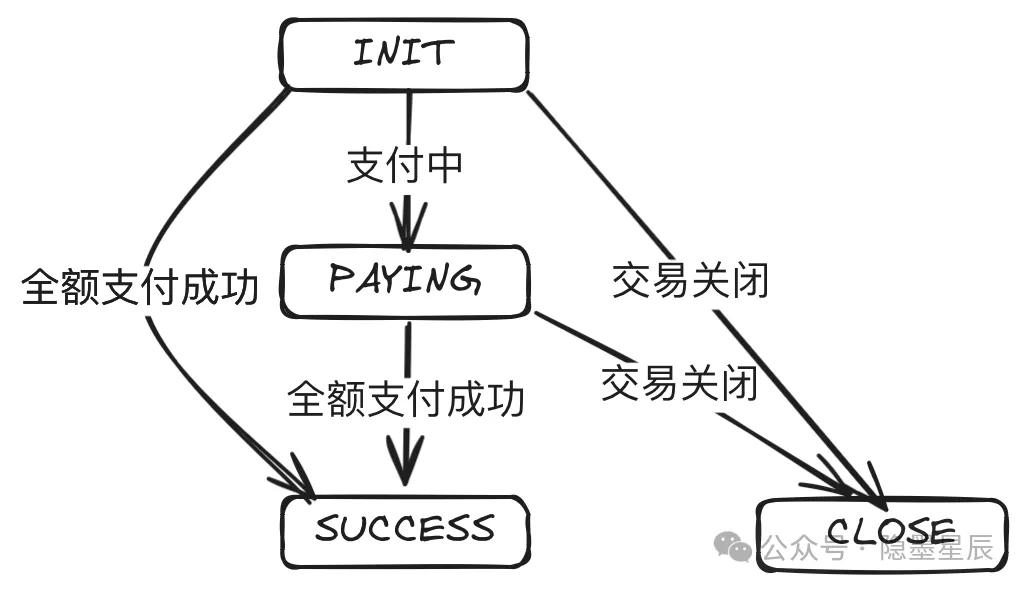 INIT
支付中
全额支付成功
PAYING
交易关闭
全额支付成功
交易关闭
SUCCESS
CLOSE
公众号 · 隐墨星辰